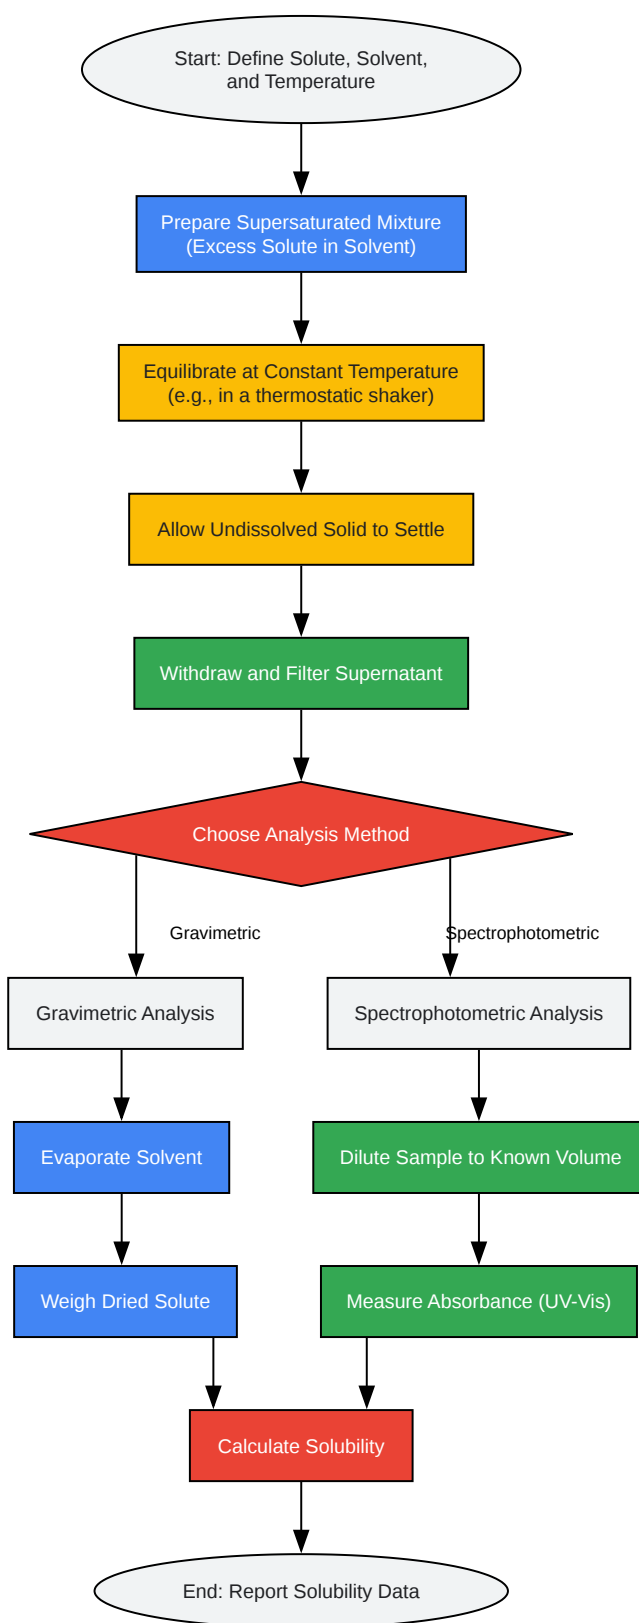 Start: Define Solute, Solvent,
and Temperature
Prepare Supersaturated Mixture
(Excess Solute in Solvent)
Equilibrate at Constant Temperature
(e.g., in a thermostatic shaker)
Allow Undissolved Solid to Settle
Withdraw and Filter Supernatant
Choose Analysis Method
Gravimetric
Spectrophotometric
Gravimetric Analysis
Spectrophotometric Analysis
Evaporate Solvent
Dilute Sample to Known Volume
Weigh Dried Solute
Measure Absorbance (UV-Vis)
Calculate Solubility
End: Report Solubility Data